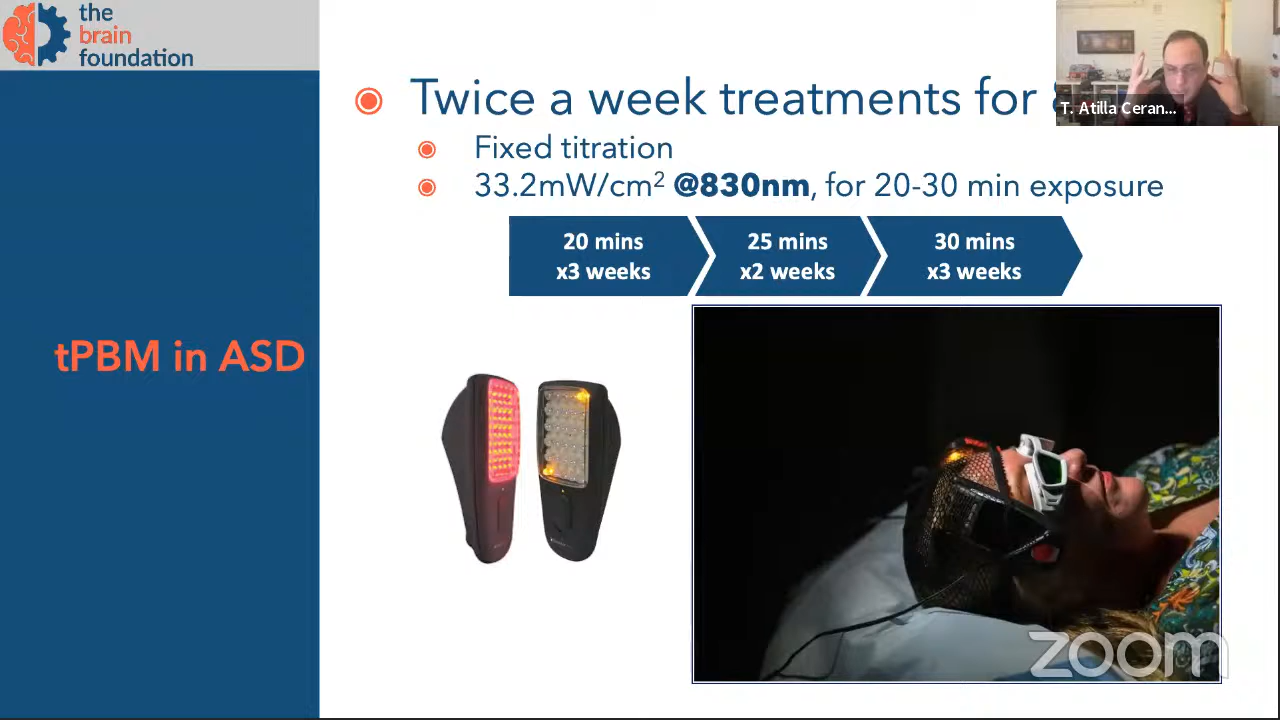 the
brain
foundation
Twice a week treatments for
T. Atilla Ceran...
Fixed titration
33.2mW/cm² @830nm, for 20-30 min exposure
20 mins
x3 weeks
25 mins
x2 weeks
30 mins
x3 weeks
tPBM in ASD
zoom